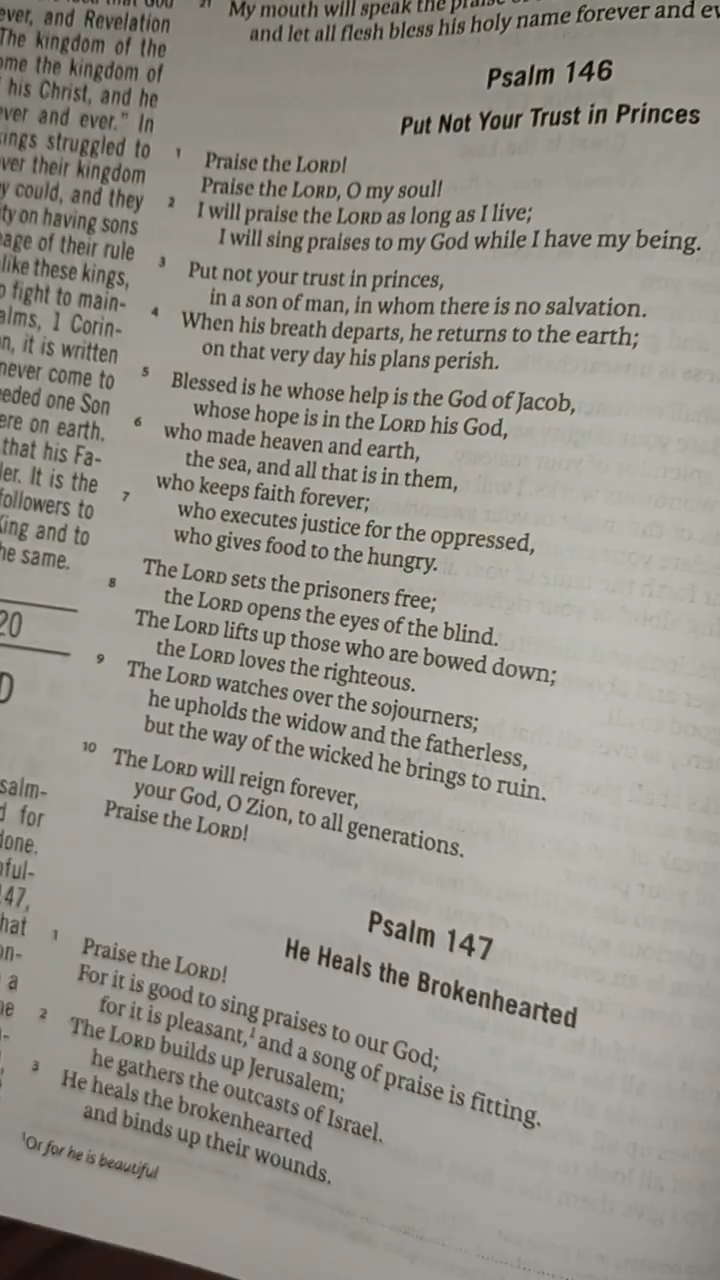 ever, and Revelation
The kingdom of the
ome the kingdom of
his Christ, and he
ver and ever." In
ings struggled to
ver their kingdom
y could, and they
ty on having sons
age of their rule
like these kings,
o fight to main-
alms, 1 Corin-
n, it is written
never come to
eeded one Son
ere on earth.
that his Fa-
ler. It is the
followers to
King and to
he same.
20
D
salm-
d for
done.
nful-
147,
hat
on-
a
21 My mouth will speak the praise of
and let all flesh bless his holy name forever and ev
Psalm 146
Put Not Your Trust in Princes
1 Praise the LORD!
Praise the LORD, O my soul!
2 I will praise the LORD as long as I live;
I will sing praises to my God while I have my being.
3 Put not your trust in princes,
in a son of man, in whom there is no salvation.
4 When his breath departs, he returns to the earth;
on that very day his plans perish.
5 Blessed is he whose help is the God of Jacob,
whose hope is in the LORD his God,
6 who made heaven and earth,
the sea, and all that is in them,
who keeps faith forever;
7 who executes justice for the oppressed,
who gives food to the hungry.
The LORD sets the prisoners free;
8 the LORD opens the eyes of the blind.
The LORD lifts up those who are bowed down;
the LORD loves the righteous.
9 The LORD watches over the sojourners;
he upholds the widow and the fatherless,
but the way of the wicked he brings to ruin.
10 The LORD will reign forever,
your God, O Zion, to all generations.
Praise the LORD!
Psalm 147
He Heals the Brokenhearted
1 Praise the LORD!
For it is good to sing praises to our God;
for it is pleasant,1 and a song of praise is fitting.
2 The LORD builds up Jerusalem;
he gathers the outcasts of Israel.
3 He heals the brokenhearted
and binds up their wounds.
1Or for he is beautiful